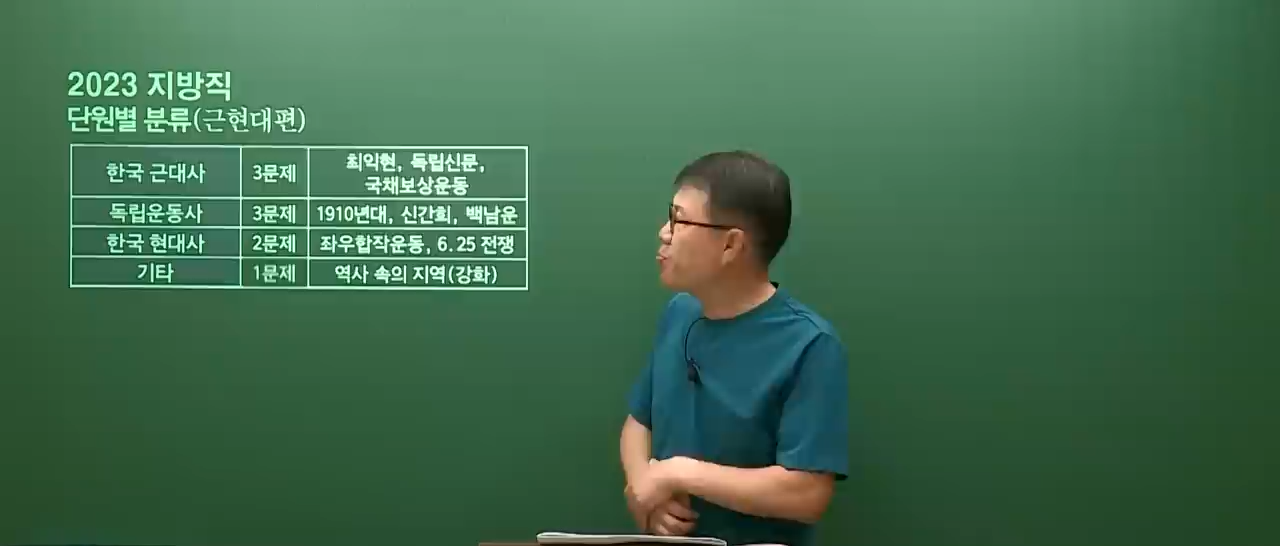 2023 지방직
단원별 분류(근현대편)
한국 근대사 3문제 최익현, 독립신문,
국채보상운동
독립운동사 3문제 1910년대, 신간회, 백남운
한국 현대사 2문제 좌우합작운동, 6.25 전쟁
기타 1문제 역사 속의 지역(강화)